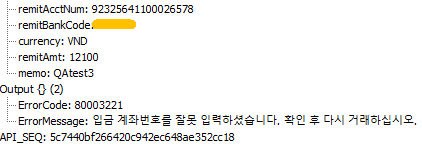 remitAcctNum: 92325641100026578
remitBankCode:
currency: VND
remitAmt: 12100
memo: QAtest3
Output {} (2)
ErrorCode: 80003221
ErrorMessage: 입금 계좌번호를 잘못 입력하셨습니다. 확인 후 다시 거래하십시오.
API_SEQ: 5c7440bf266420c942ec648ae352cc18